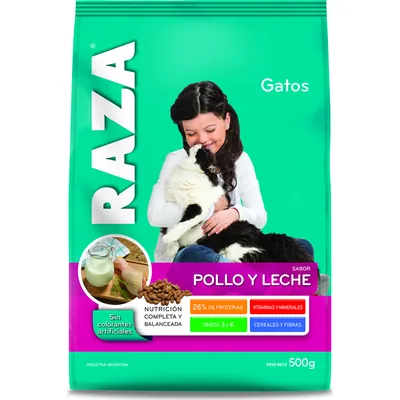 RAZA®
Gatos
SABOR
POLLO Y LECHE
Sin
colorantes
artificiales
NUTRICIÓN
COMPLETA Y
BALANCEADA
26% DE PROTEÍNAS
VITAMINAS Y MINERALES
OMEGA 3 y 6
CEREALES Y FIBRAS
INDUSTRIA ARGENTINA
PESO NETO 500g